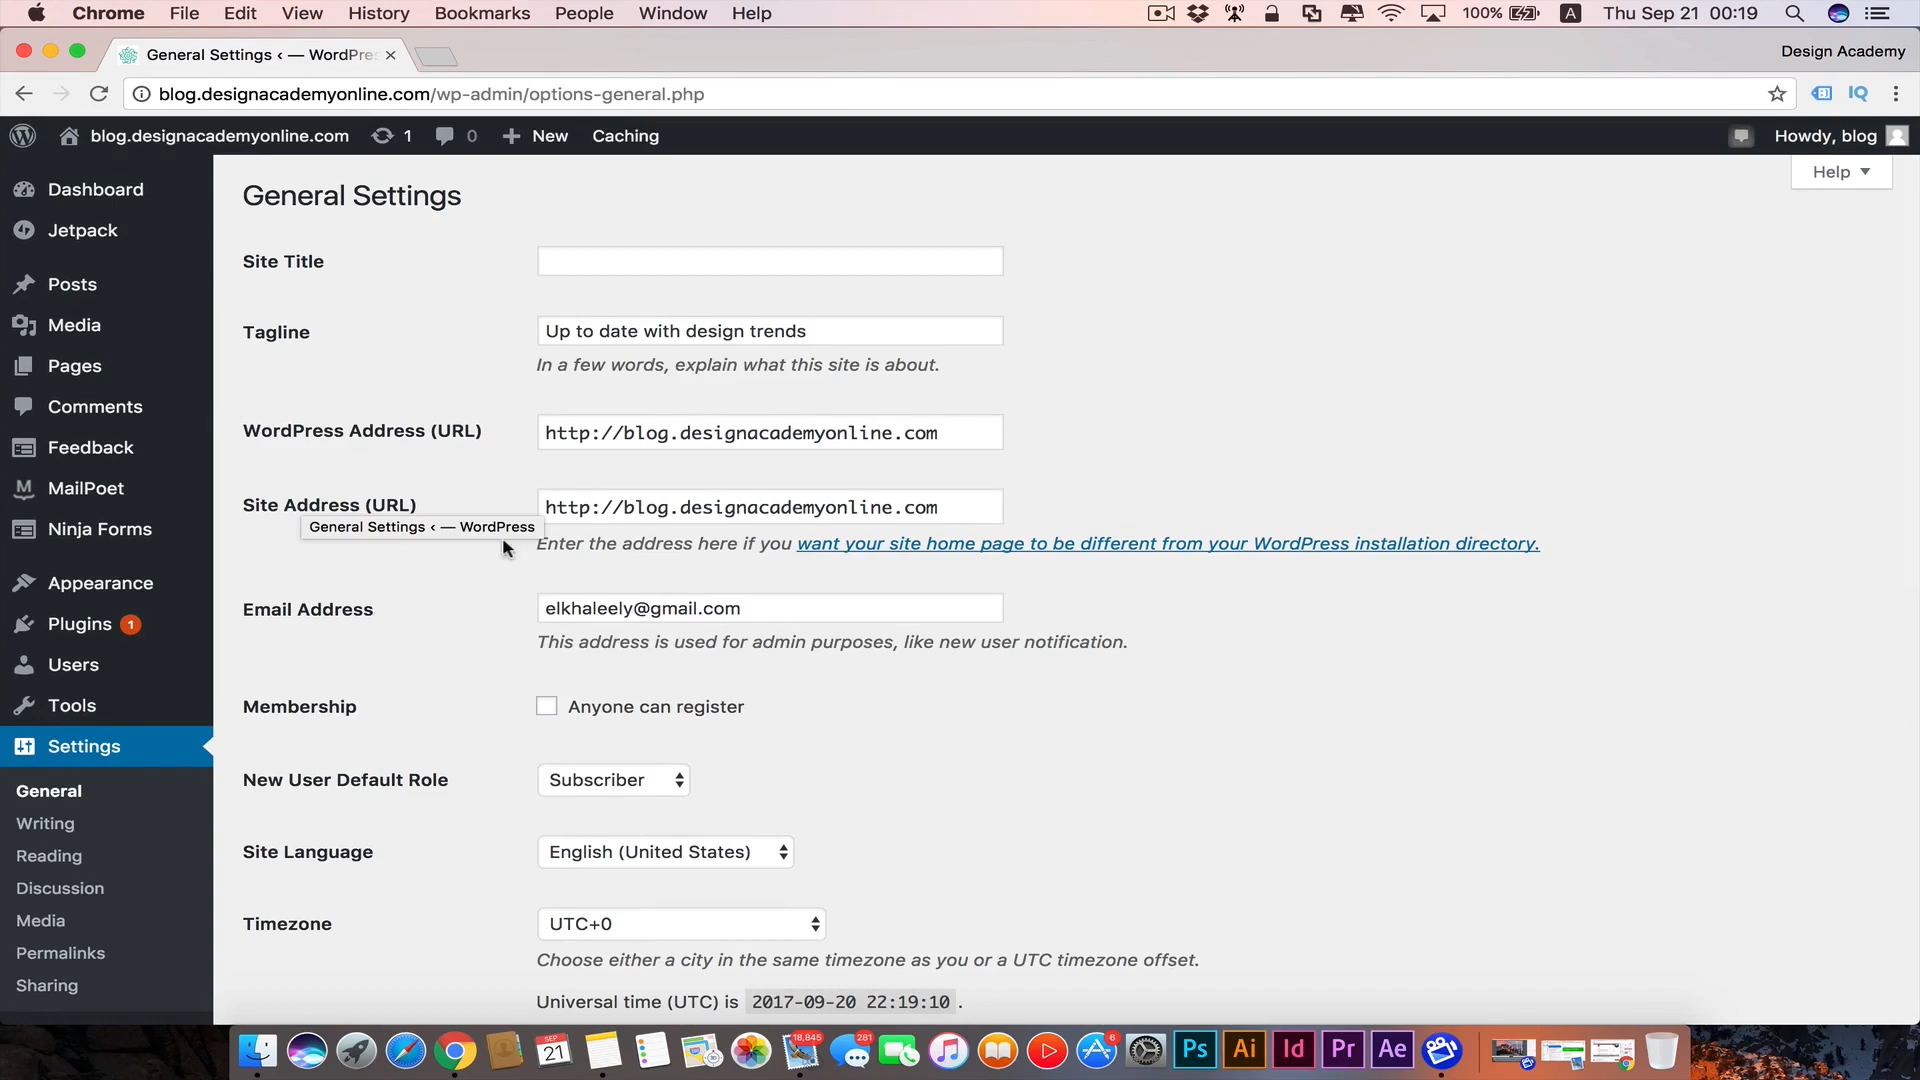 Chrome File Edit View History Bookmarks People Window Help 100% A Thu Sep 21 00:19
General Settings ‹ — WordPres Design Academy
blog.designacademyonline.com/wp-admin/options-general.php IQ
blog.designacademyonline.com 1 0 New Caching Howdy, blog
Help
Dashboard
Jetpack
Posts
Media
Pages
Comments
Feedback
MailPoet
Ninja Forms
Appearance
Plugins 1
Users
Tools
Settings
General
Writing
Reading
Discussion
Media
Permalinks
Sharing
General Settings
Site Title
Tagline Up to date with design trends
In a few words, explain what this site is about.
WordPress Address (URL) http://blog.designacademyonline.com
Site Address (URL) http://blog.designacademyonline.com
General Settings ‹ — WordPress
Enter the address here if you want your site home page to be different from your WordPress installation directory.
Email Address elkhaleely@gmail.com
This address is used for admin purposes, like new user notification.
Membership Anyone can register
New User Default Role Subscriber
Site Language English (United States)
Timezone UTC+0
Choose either a city in the same timezone as you or a UTC timezone offset.
Universal time (UTC) is 2017-09-20 22:19:10 .
SEP 21 18,845 281 6 Ps Ai Id Pr Ae